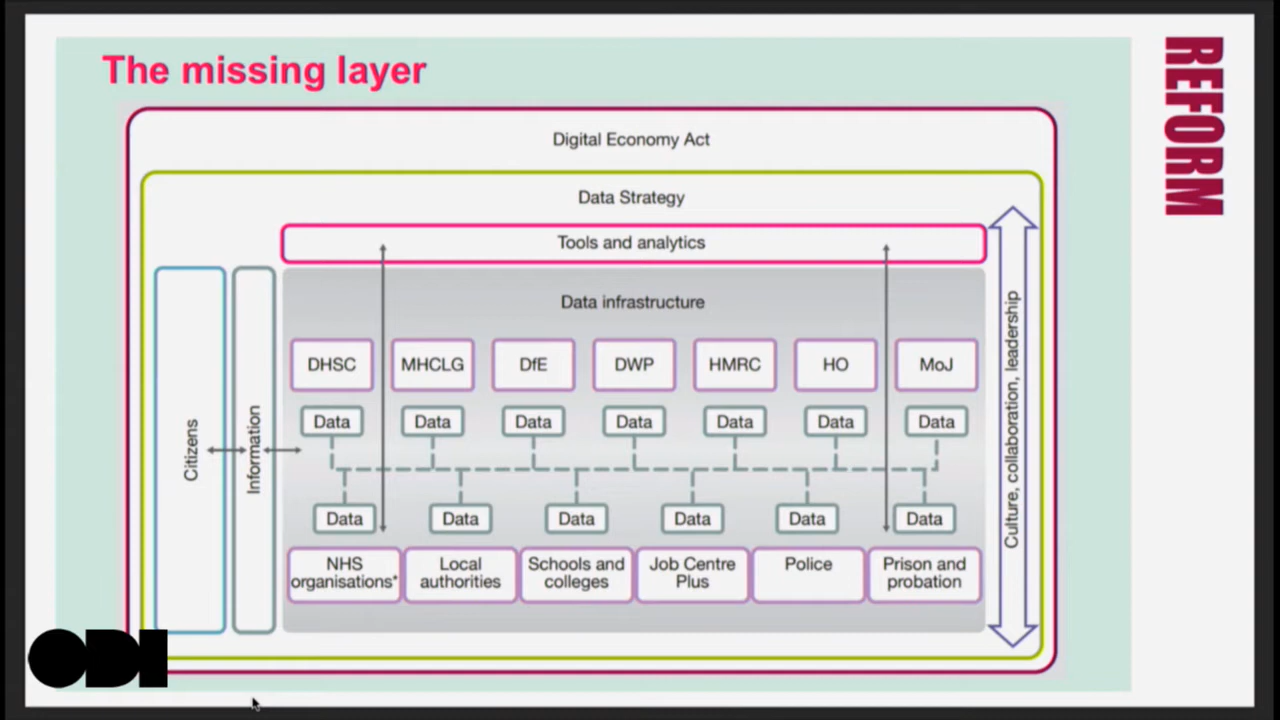 The missing layer
REFORM
Digital Economy Act
Data Strategy
Tools and analytics
Data infrastructure
DHSC
MHCLG
DfE
DWP
HMRC
HO
MoJ
Data
Data
Data
Data
Data
Data
Data
Citizens
Information
Culture, collaboration, leadership
Data
Data
Data
Data
Data
Data
NHS
organisations*
Local
authorities
Schools and
colleges
Job Centre
Plus
Police
Prison and
probation
ODI